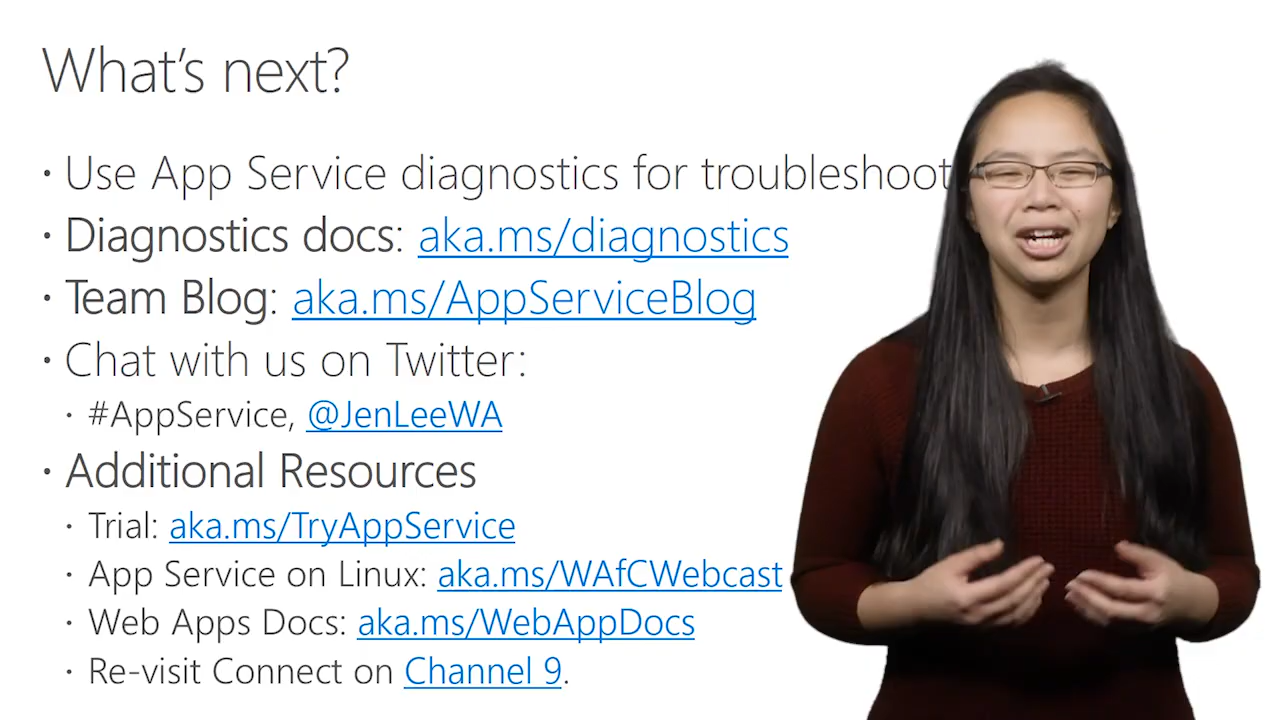 What's next?
· Use App Service diagnostics for troubleshoot
· Diagnostics docs: aka.ms/diagnostics
· Team Blog: aka.ms/AppServiceBlog
· Chat with us on Twitter:
· #AppService, @JenLeeWA
· Additional Resources
· Trial: aka.ms/TryAppService
· App Service on Linux: aka.ms/WAfCWebcast
· Web Apps Docs: aka.ms/WebAppDocs
· Re-visit Connect on Channel 9.